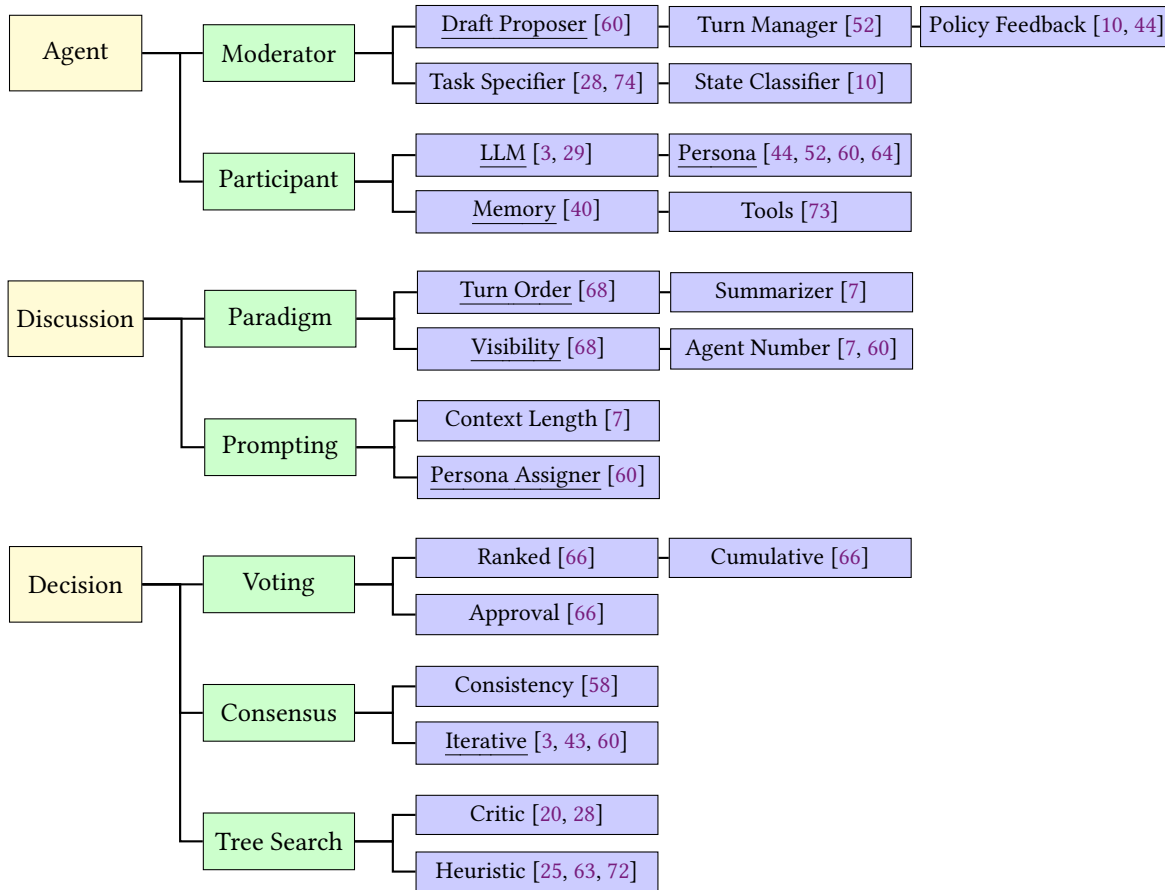 Agent
Moderator
Draft Proposer [60]
Turn Manager [52]
Policy Feedback [10, 44]
Task Specifier [28, 74]
State Classifier [10]
Participant
LLM [3, 29]
Persona [44, 52, 60, 64]
Memory [40]
Tools [73]
Discussion
Paradigm
Turn Order [68]
Summarizer [7]
Visibility [68]
Agent Number [7, 60]
Prompting
Context Length [7]
Persona Assigner [60]
Decision
Voting
Ranked [66]
Cumulative [66]
Approval [66]
Consensus
Consistency [58]
Iterative [3, 43, 60]
Tree Search
Critic [20, 28]
Heuristic [25, 63, 72]